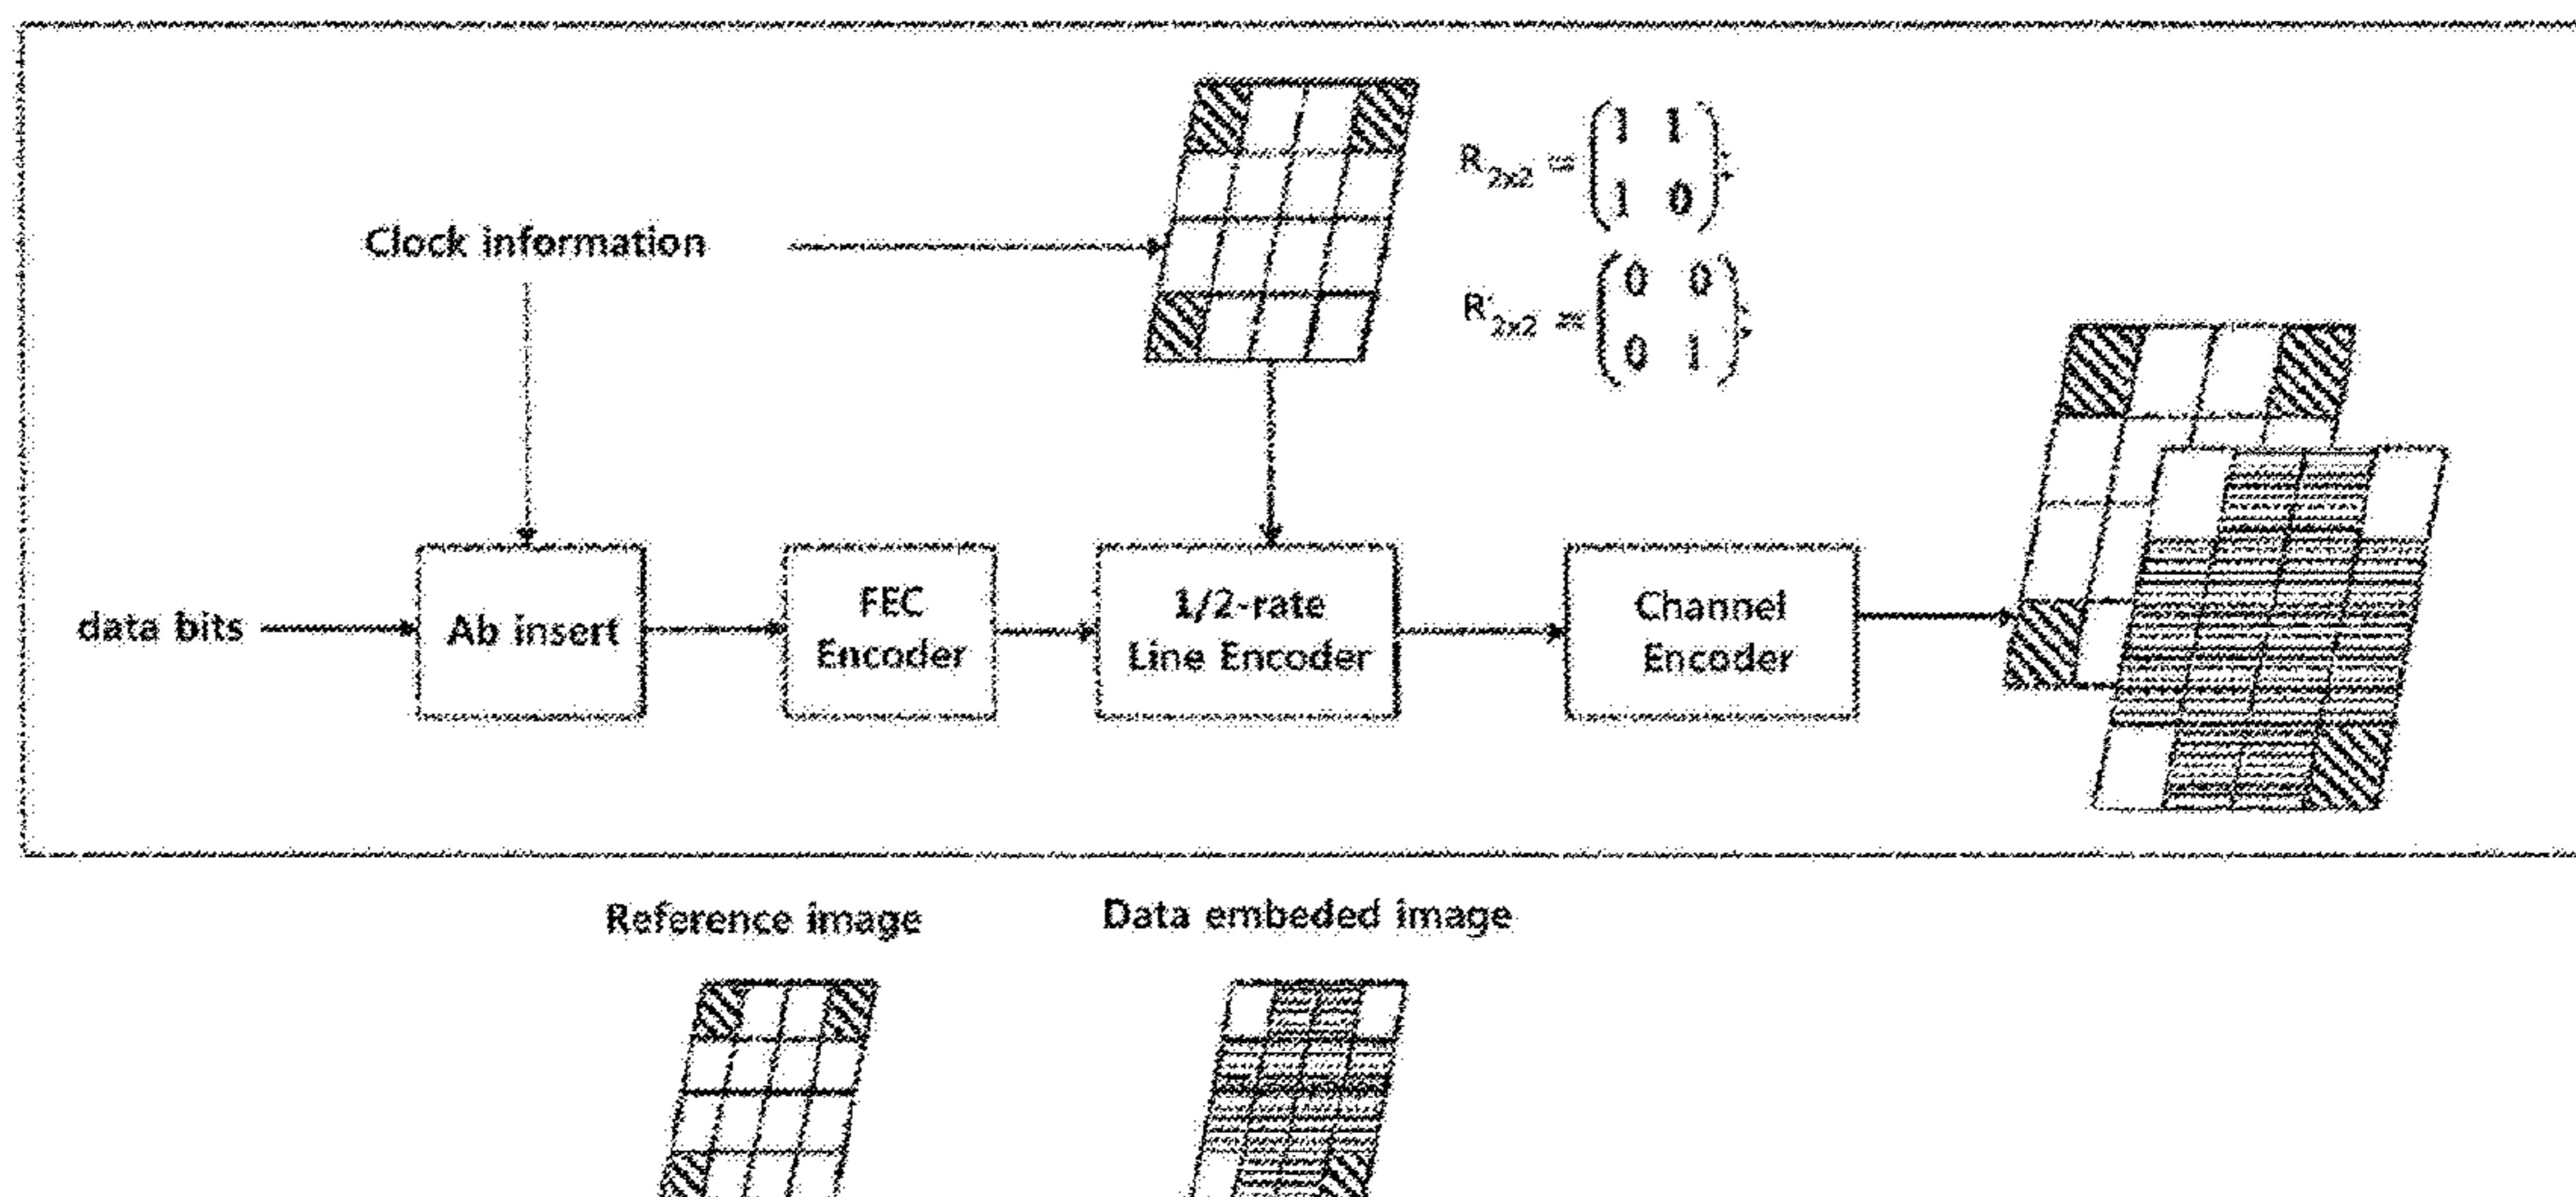 R2x2 = (1 1
1 0),
Clock information
R'2x2 = (0 0
0 1),
data bits
Ab insert
FEC
Encoder
1/2-rate
Line Encoder
Channel
Encoder
Reference image
Data embeded image